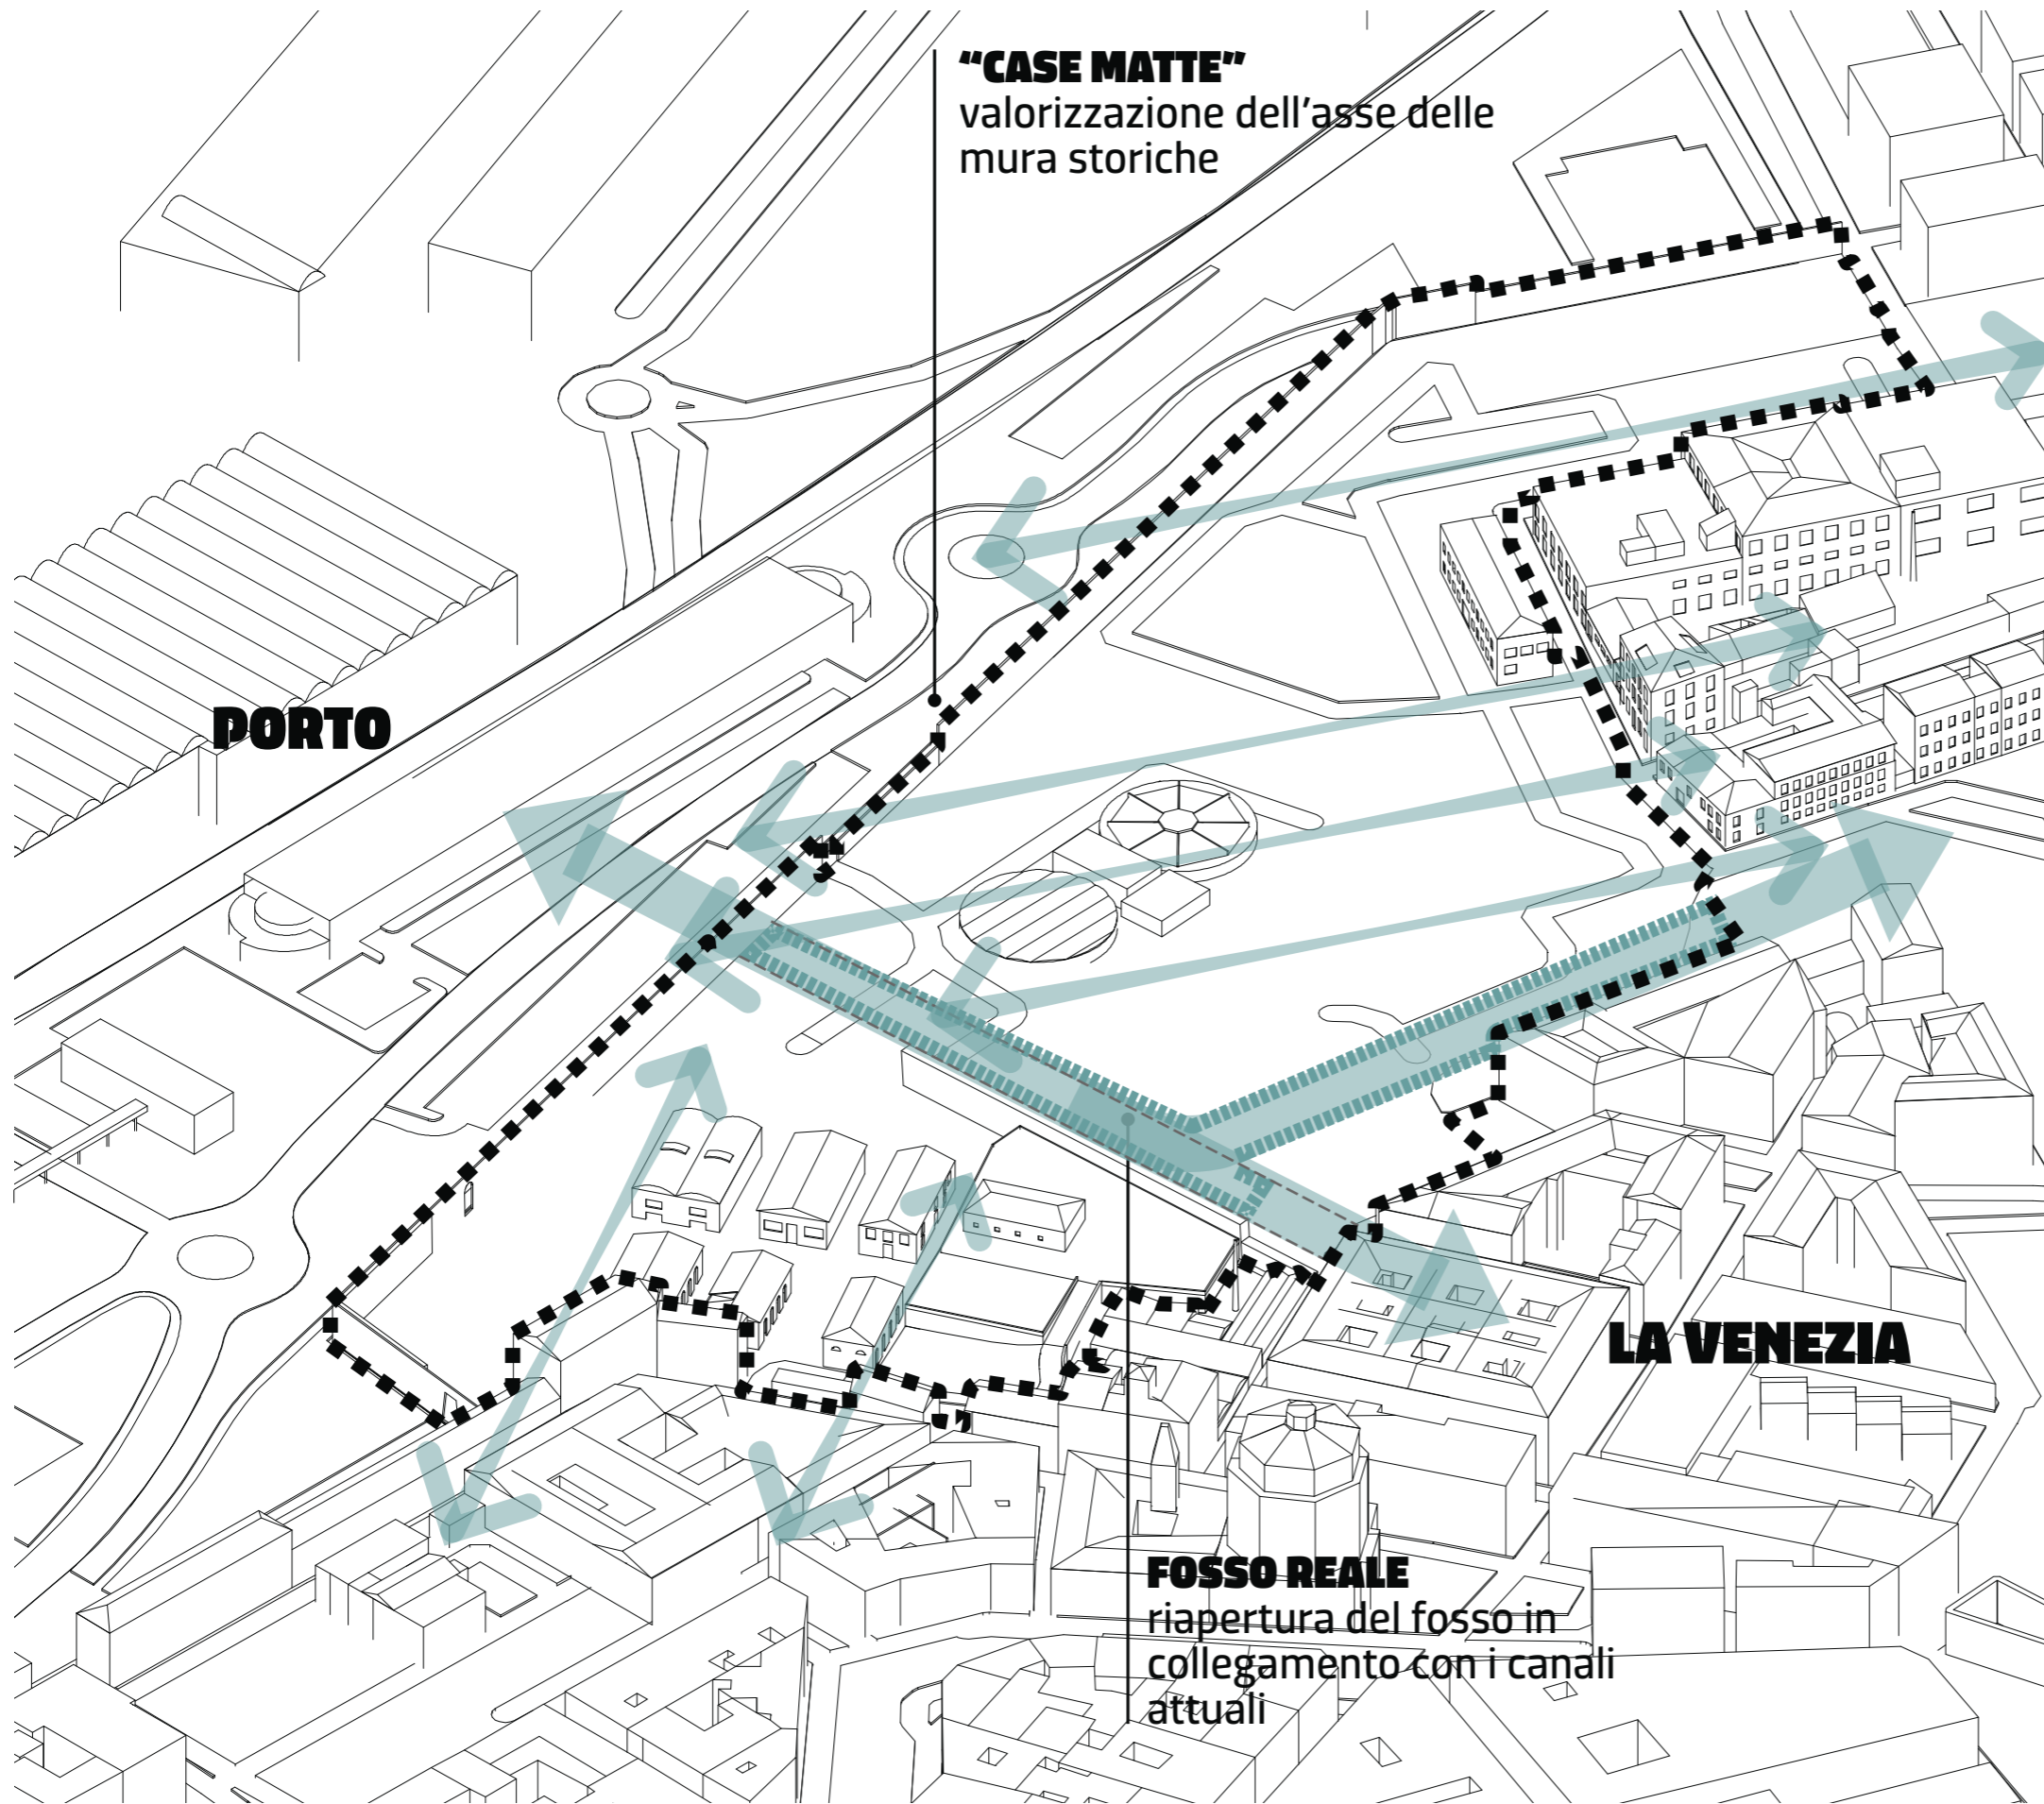 “CASE MATTE”
valorizzazione dell’asse delle
mura storiche
PORTO
LA VENEZIA
FOSSO REALE
riapertura del fosso in
collegamento con i canali
attuali